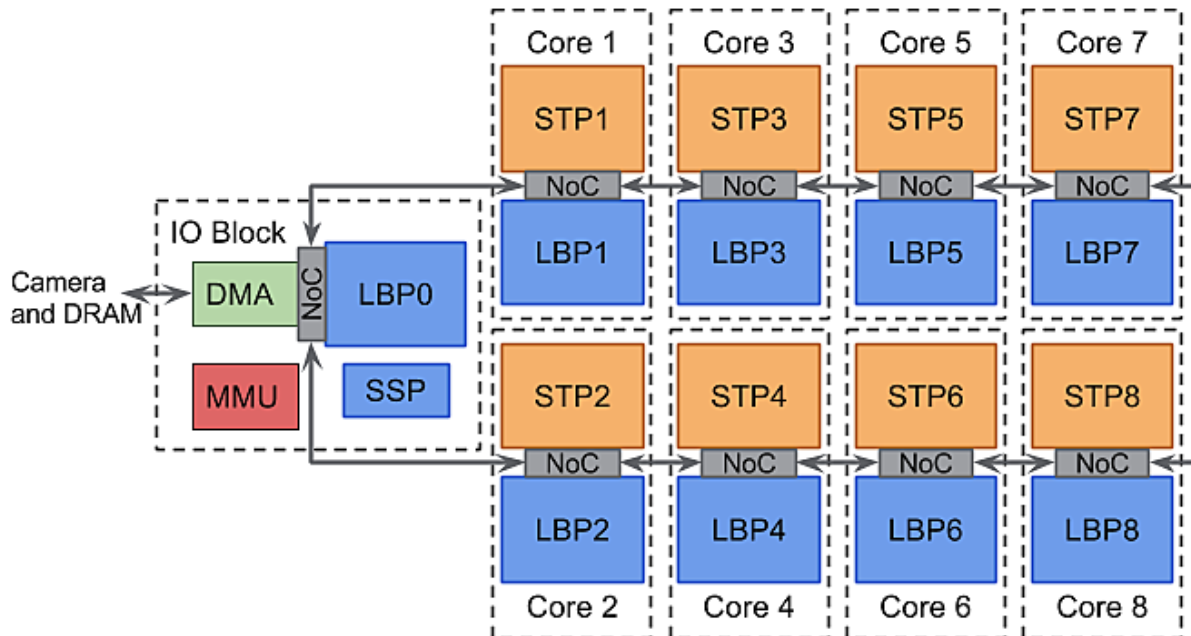 Core 1
Core 3
Core 5
Core 7
STP1
STP3
STP5
STP7
NoC
NoC
NoC
NoC
LBP1
LBP3
LBP5
LBP7
IO Block
Camera
and DRAM
DMA
NoC
LBP0
MMU
SSP
STP2
STP4
STP6
STP8
NoC
NoC
NoC
NoC
LBP2
LBP4
LBP6
LBP8
Core 2
Core 4
Core 6
Core 8